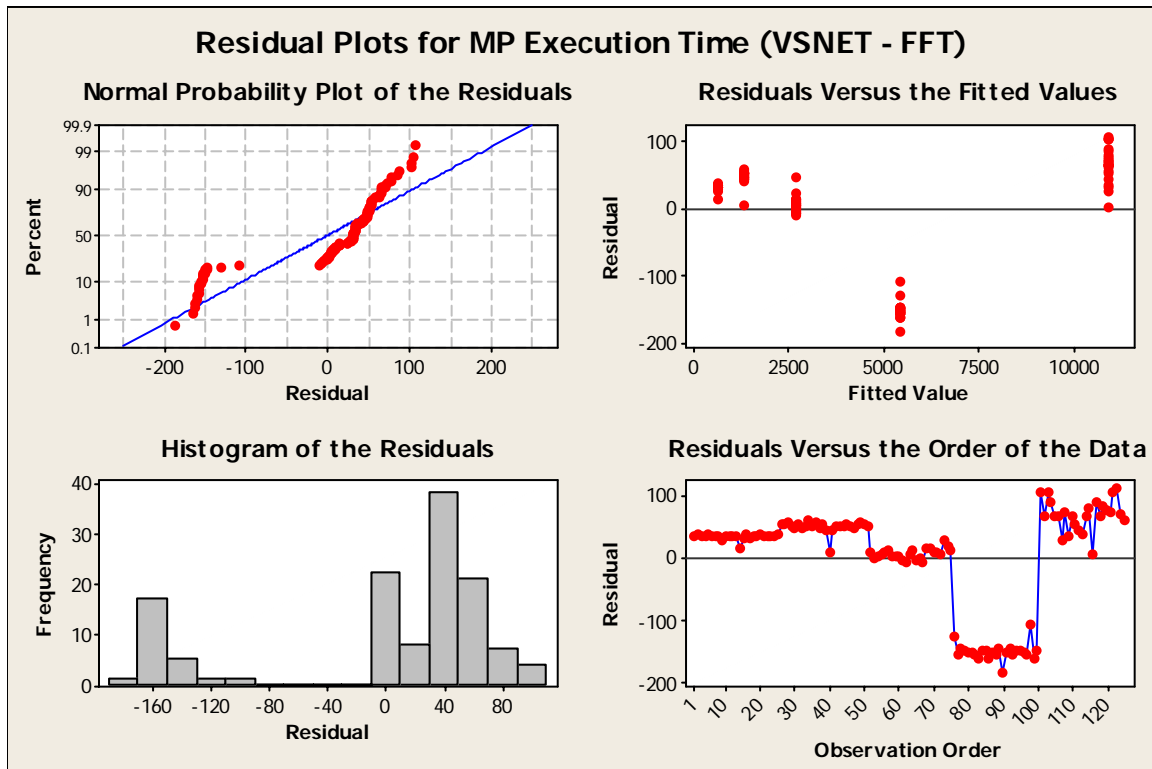 Residual Plots for MP Execution Time (VSNET - FFT)
Normal Probability Plot of the Residuals
99.9
99
90
50
10
1
0.1
Percent
-200 -100 0 100 200
Residual
Residuals Versus the Fitted Values
100
0
-100
-200
Residual
0 2500 5000 7500 10000
Fitted Value
Histogram of the Residuals
40
30
20
10
0
Frequency
-160 -120 -80 -40 0 40 80
Residual
Residuals Versus the Order of the Data
100
0
-100
-200
Residual
1 10 20 30 40 50 60 70 80 90 100 110 120
Observation Order